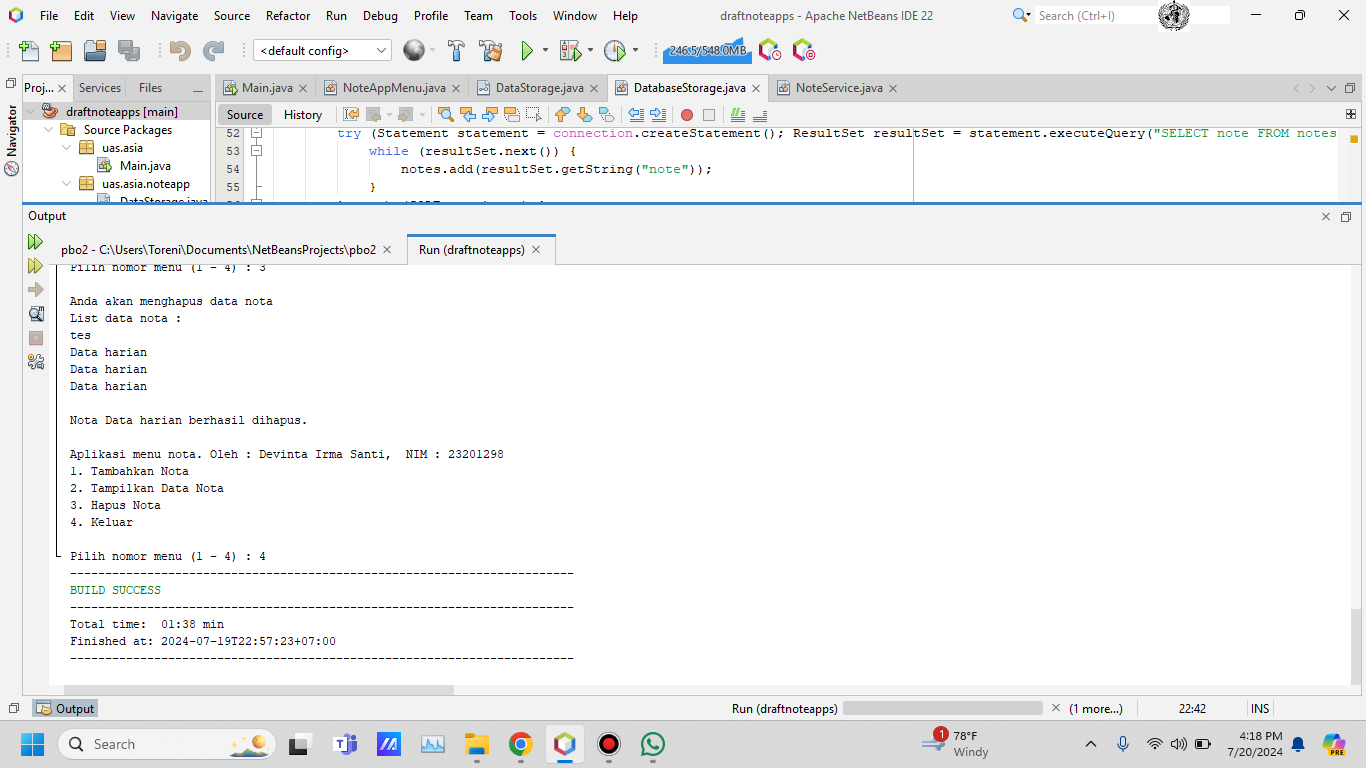 File Edit View Navigate Source Refactor Run Debug Profile Team Tools Window Help draftnoteapps - Apache NetBeans IDE 22 Search (Ctrl+I)
<default config> 246.5/548.0MB
Proj... Services Files Main.java NoteAppMenu.java DataStorage.java DatabaseStorage.java NoteService.java
Navigator
draftnoteapps [main]
Source Packages
uas.asia
Main.java
uas.asia.noteapp
DataStorage.java
Source History
52 try (Statement statement = connection.createStatement(); ResultSet resultSet = statement.executeQuery("SELECT note FROM notes
53 while (resultSet.next()) {
54 notes.add(resultSet.getString("note"));
55 }
Output
pbo2 - C:\Users\Toreni\Documents\NetBeansProjects\pbo2 Run (draftnoteapps)
Pilih nomor menu (1 - 4) : 3
Anda akan menghapus data nota
List data nota :
tes
Data harian
Data harian
Data harian
Nota Data harian berhasil dihapus.
Aplikasi menu nota. Oleh : Devinta Irma Santi,  NIM : 23201298
1. Tambahkan Nota
2. Tampilkan Data Nota
3. Hapus Nota
4. Keluar
Pilih nomor menu (1 - 4) : 4
------------------------------------------------------------------------
BUILD SUCCESS
------------------------------------------------------------------------
Total time:  01:38 min
Finished at: 2024-07-19T22:57:23+07:00
------------------------------------------------------------------------
Output Run (draftnoteapps) (1 more...) 22:42 INS
Search 1 78°F 4:18 PM
Windy 7/20/2024 PRE